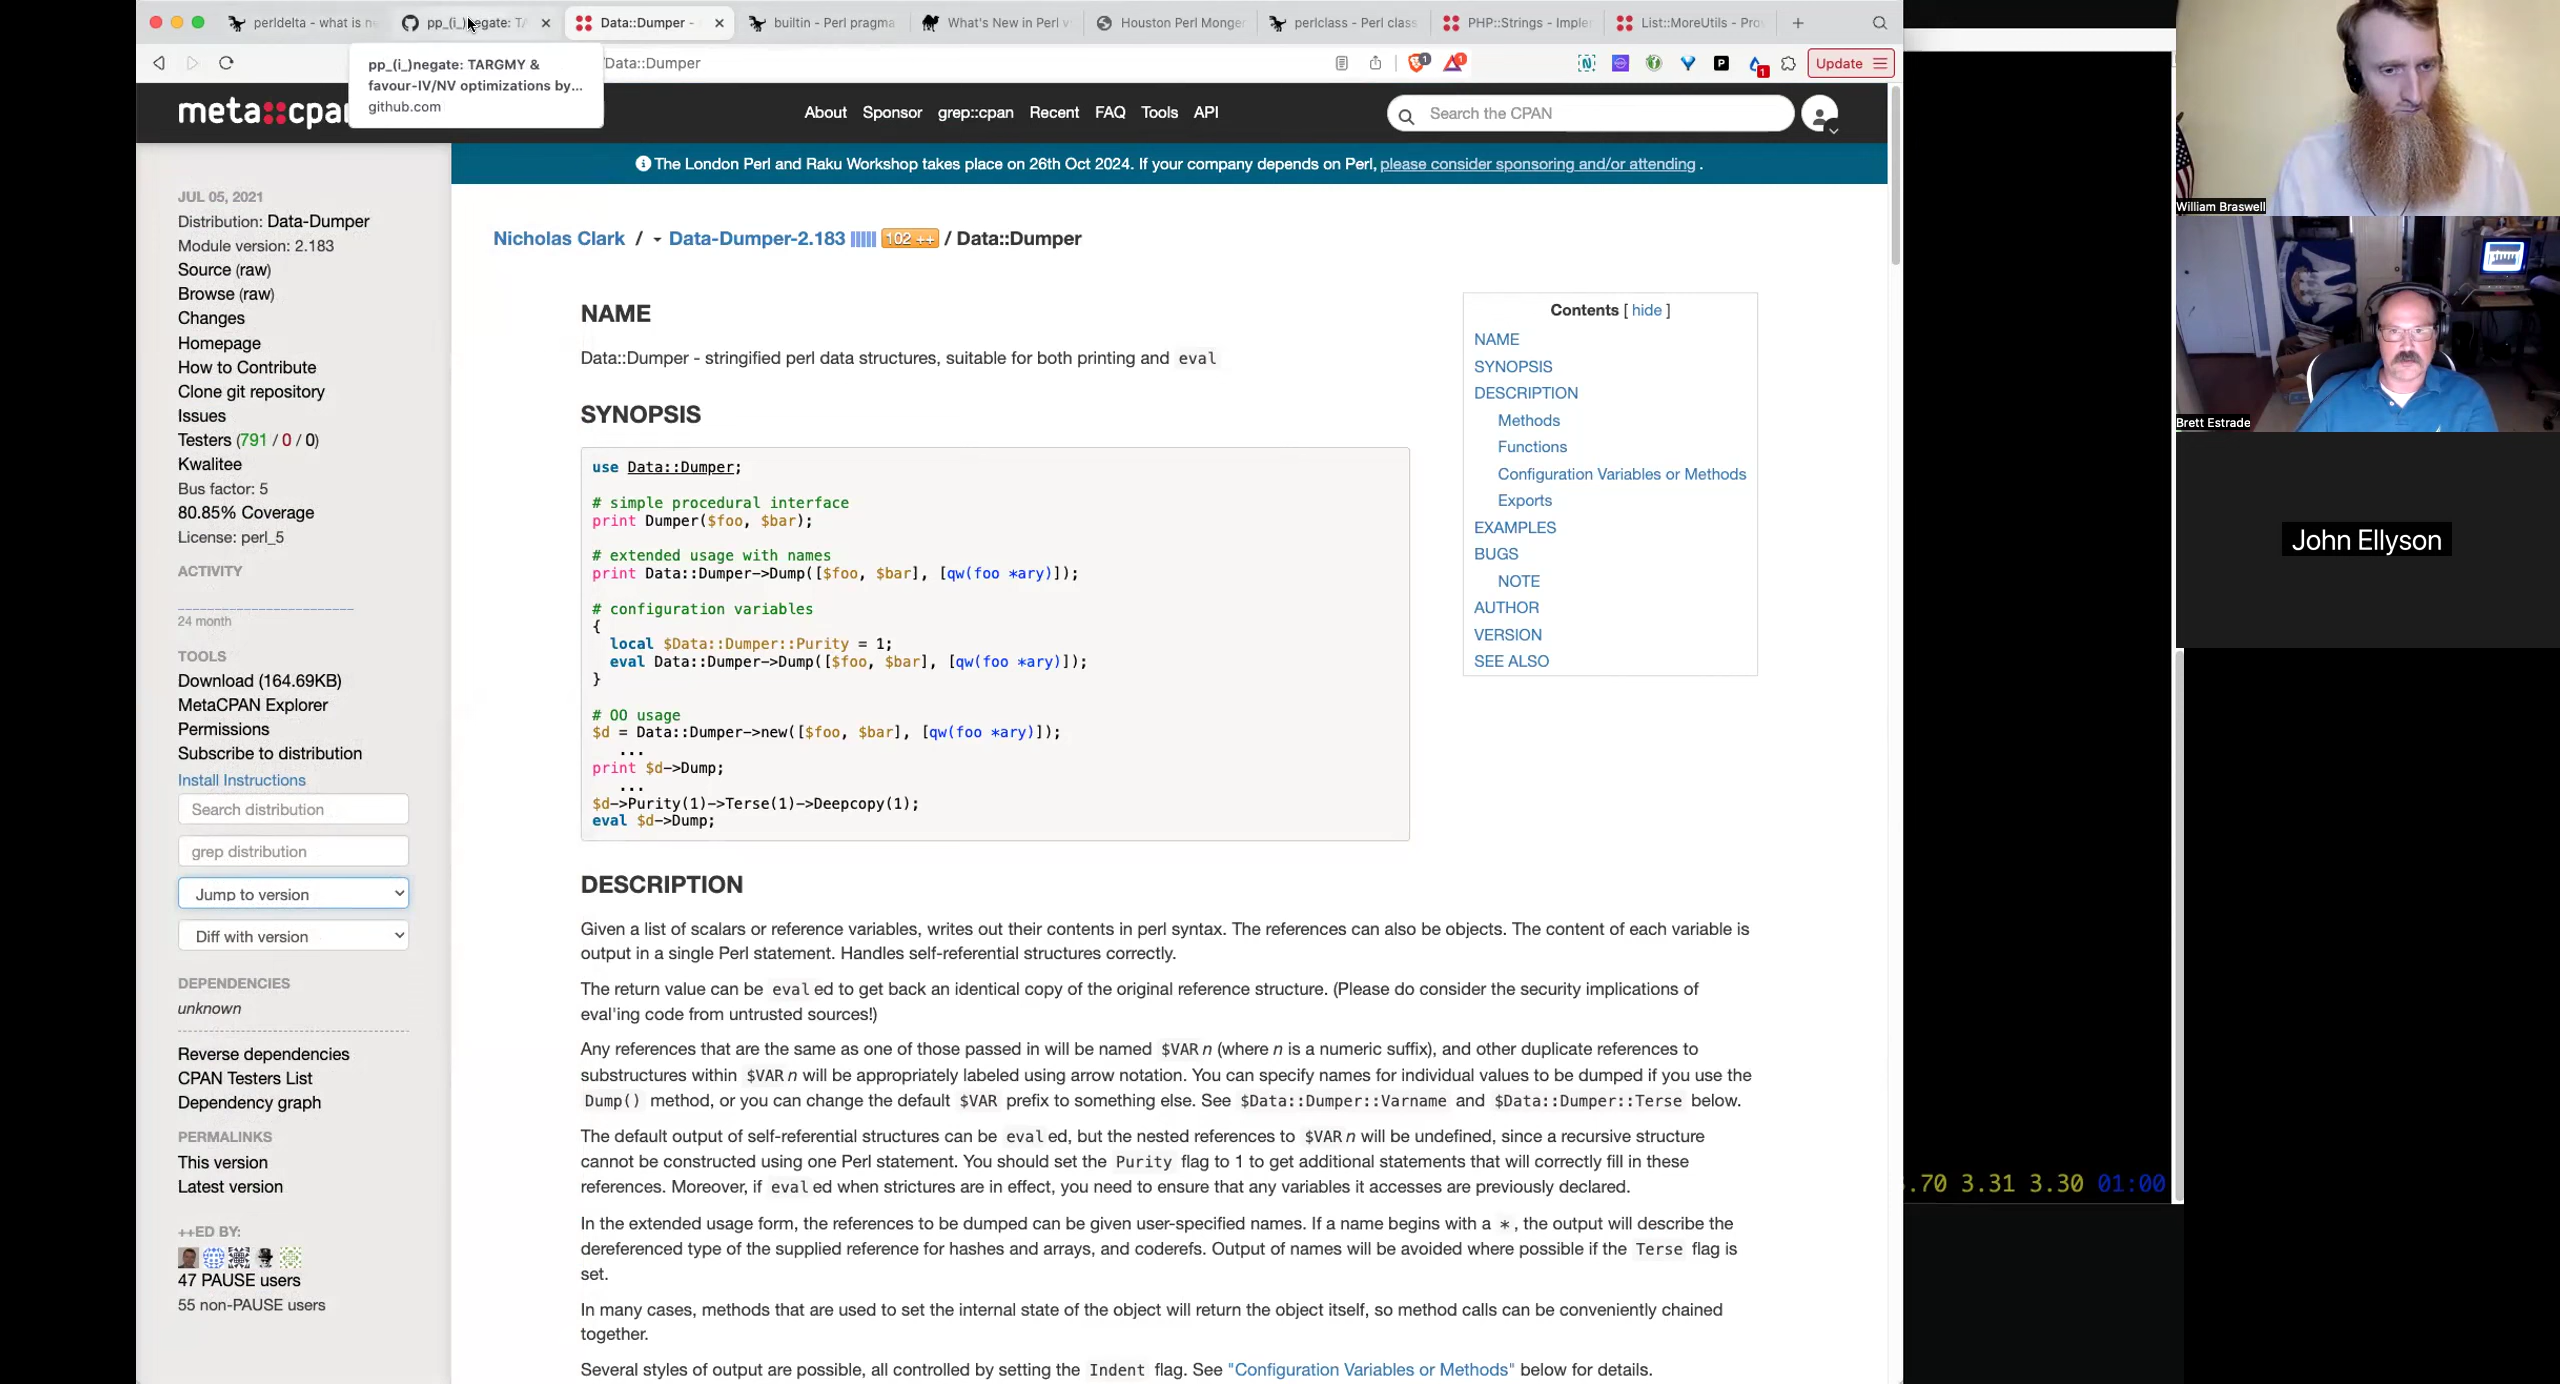 perldelta - what is n
pp_(i_)negate: TA
Data::Dumper -
builtin - Perl pragma
What's New in Perl v
Houston Perl Monger
perlclass - Perl class
PHP::Strings - Implem
List::MoreUtils - Pro
pp_(i_)negate: TARGMY &
favour-IV/NV optimizations by...
github.com
/Data::Dumper
Update
meta::cpan
About Sponsor grep::cpan Recent FAQ Tools API
Search the CPAN
The London Perl and Raku Workshop takes place on 26th Oct 2024. If your company depends on Perl, please consider sponsoring and/or attending .
JUL 05, 2021
Distribution: Data-Dumper
Module version: 2.183
Source (raw)
Browse (raw)
Changes
Homepage
How to Contribute
Clone git repository
Issues
Testers (791 / 0 / 0)
Kwalitee
Bus factor: 5
80.85% Coverage
License: perl_5
ACTIVITY
24 month
TOOLS
Download (164.69KB)
MetaCPAN Explorer
Permissions
Subscribe to distribution
Install Instructions
Search distribution
grep distribution
Jump to version
Diff with version
DEPENDENCIES
unknown
Reverse dependencies
CPAN Testers List
Dependency graph
PERMALINKS
This version
Latest version
++ED BY:
47 PAUSE users
55 non-PAUSE users
Nicholas Clark / Data-Dumper-2.183 102 ++ / Data::Dumper
NAME
Data::Dumper - stringified perl data structures, suitable for both printing and eval
SYNOPSIS
use Data::Dumper;
# simple procedural interface
print Dumper($foo, $bar);
# extended usage with names
print Data::Dumper->Dump([$foo, $bar], [qw(foo *ary)]);
# configuration variables
{
local $Data::Dumper::Purity = 1;
eval Data::Dumper->Dump([$foo, $bar], [qw(foo *ary)]);
}
# OO usage
$d = Data::Dumper->new([$foo, $bar], [qw(foo *ary)]);
...
print $d->Dump;
...
$d->Purity(1)->Terse(1)->Deepcopy(1);
eval $d->Dump;
DESCRIPTION
Given a list of scalars or reference variables, writes out their contents in perl syntax. The references can also be objects. The content of each variable is
output in a single Perl statement. Handles self-referential structures correctly.
The return value can be evaled to get back an identical copy of the original reference structure. (Please do consider the security implications of
eval'ing code from untrusted sources!)
Any references that are the same as one of those passed in will be named $VARn (where n is a numeric suffix), and other duplicate references to
substructures within $VARn will be appropriately labeled using arrow notation. You can specify names for individual values to be dumped if you use the
Dump() method, or you can change the default $VAR prefix to something else. See $Data::Dumper::Varname and $Data::Dumper::Terse below.
The default output of self-referential structures can be evaled, but the nested references to $VARn will be undefined, since a recursive structure
cannot be constructed using one Perl statement. You should set the Purity flag to 1 to get additional statements that will correctly fill in these
references. Moreover, if evaled when strictures are in effect, you need to ensure that any variables it accesses are previously declared.
In the extended usage form, the references to be dumped can be given user-specified names. If a name begins with a *, the output will describe the
dereferenced type of the supplied reference for hashes and arrays, and coderefs. Output of names will be avoided where possible if the Terse flag is
set.
In many cases, methods that are used to set the internal state of the object will return the object itself, so method calls can be conveniently chained
together.
Several styles of output are possible, all controlled by setting the Indent flag. See "Configuration Variables or Methods" below for details.
Contents [ hide ]
NAME
SYNOPSIS
DESCRIPTION
Methods
Functions
Configuration Variables or Methods
Exports
EXAMPLES
BUGS
NOTE
AUTHOR
VERSION
SEE ALSO
.70 3.31 3.30 01:00
William Braswell
Brett Estrade
John Ellyson